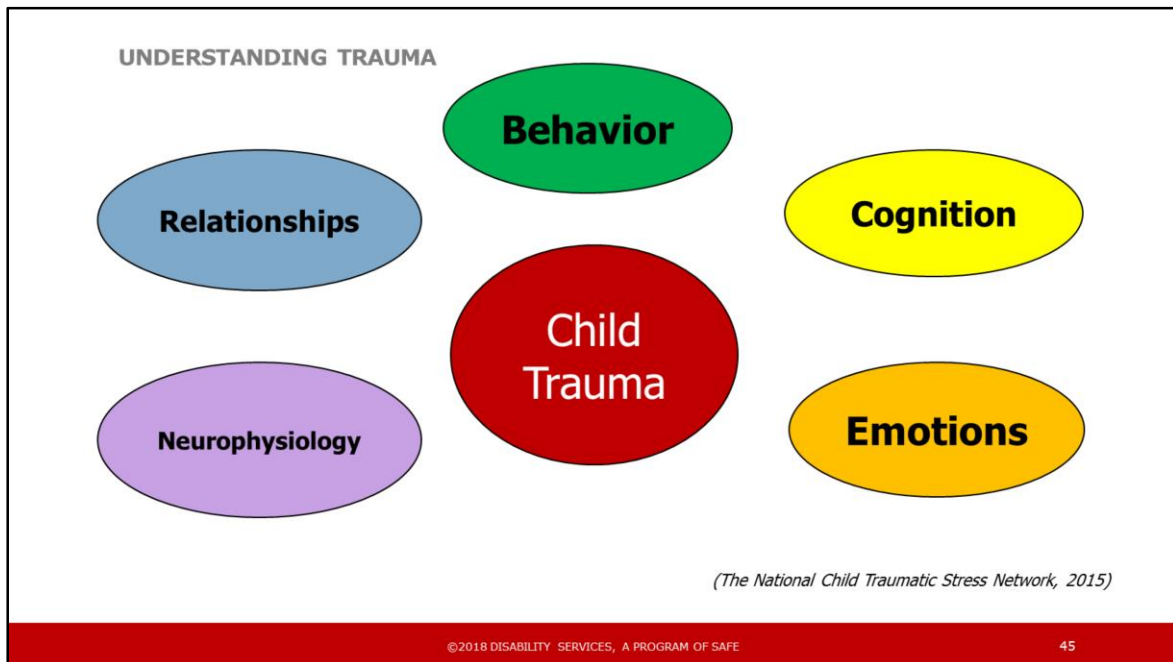 UNDERSTANDING TRAUMA
Behavior
Relationships
Cognition
Child
Trauma
Neurophysiology
Emotions
(The National Child Traumatic Stress Network, 2015)
©2018 DISABILITY SERVICES, A PROGRAM OF SAFE
45